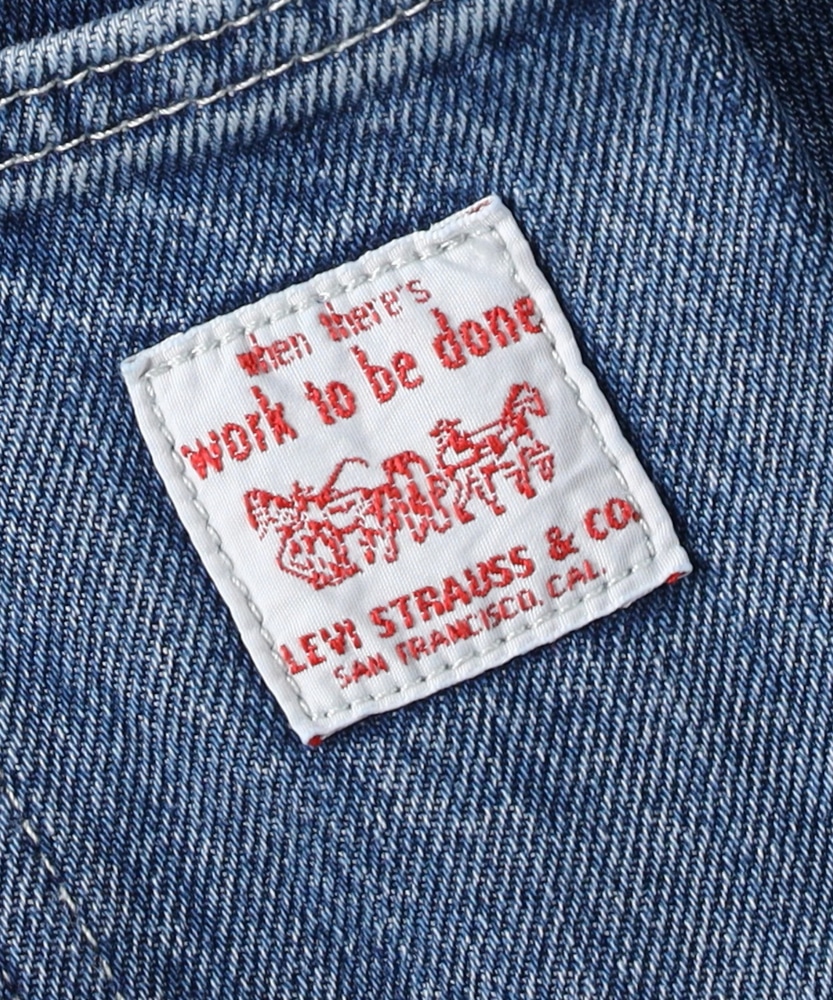 when there's
work to be done
LEVI STRAUSS & CO.
SAN FRANCISCO, CAL.